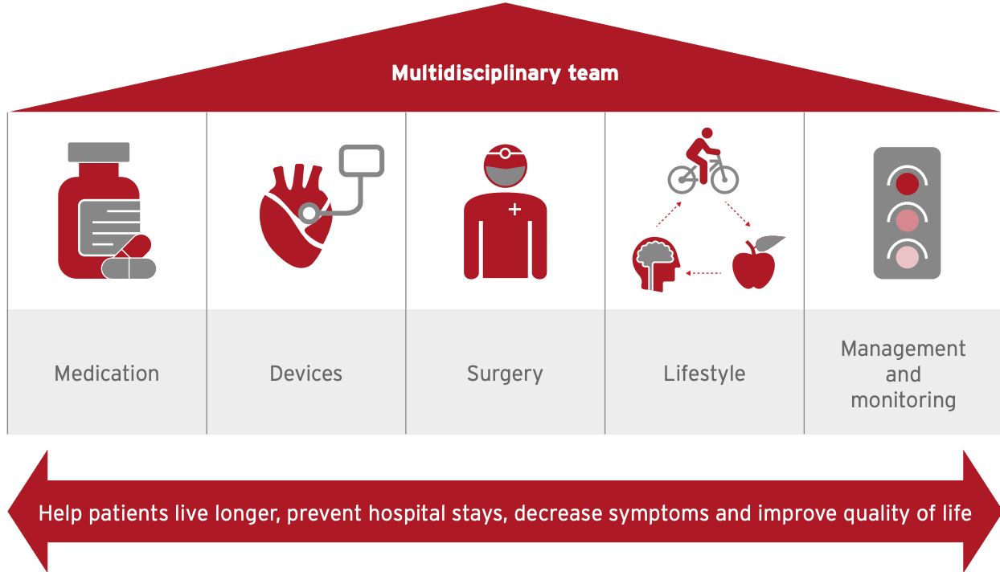 Multidisciplinary team
Medication
Devices
Surgery
Lifestyle
Management
and
monitoring
Help patients live longer, prevent hospital stays, decrease symptoms and improve quality of life